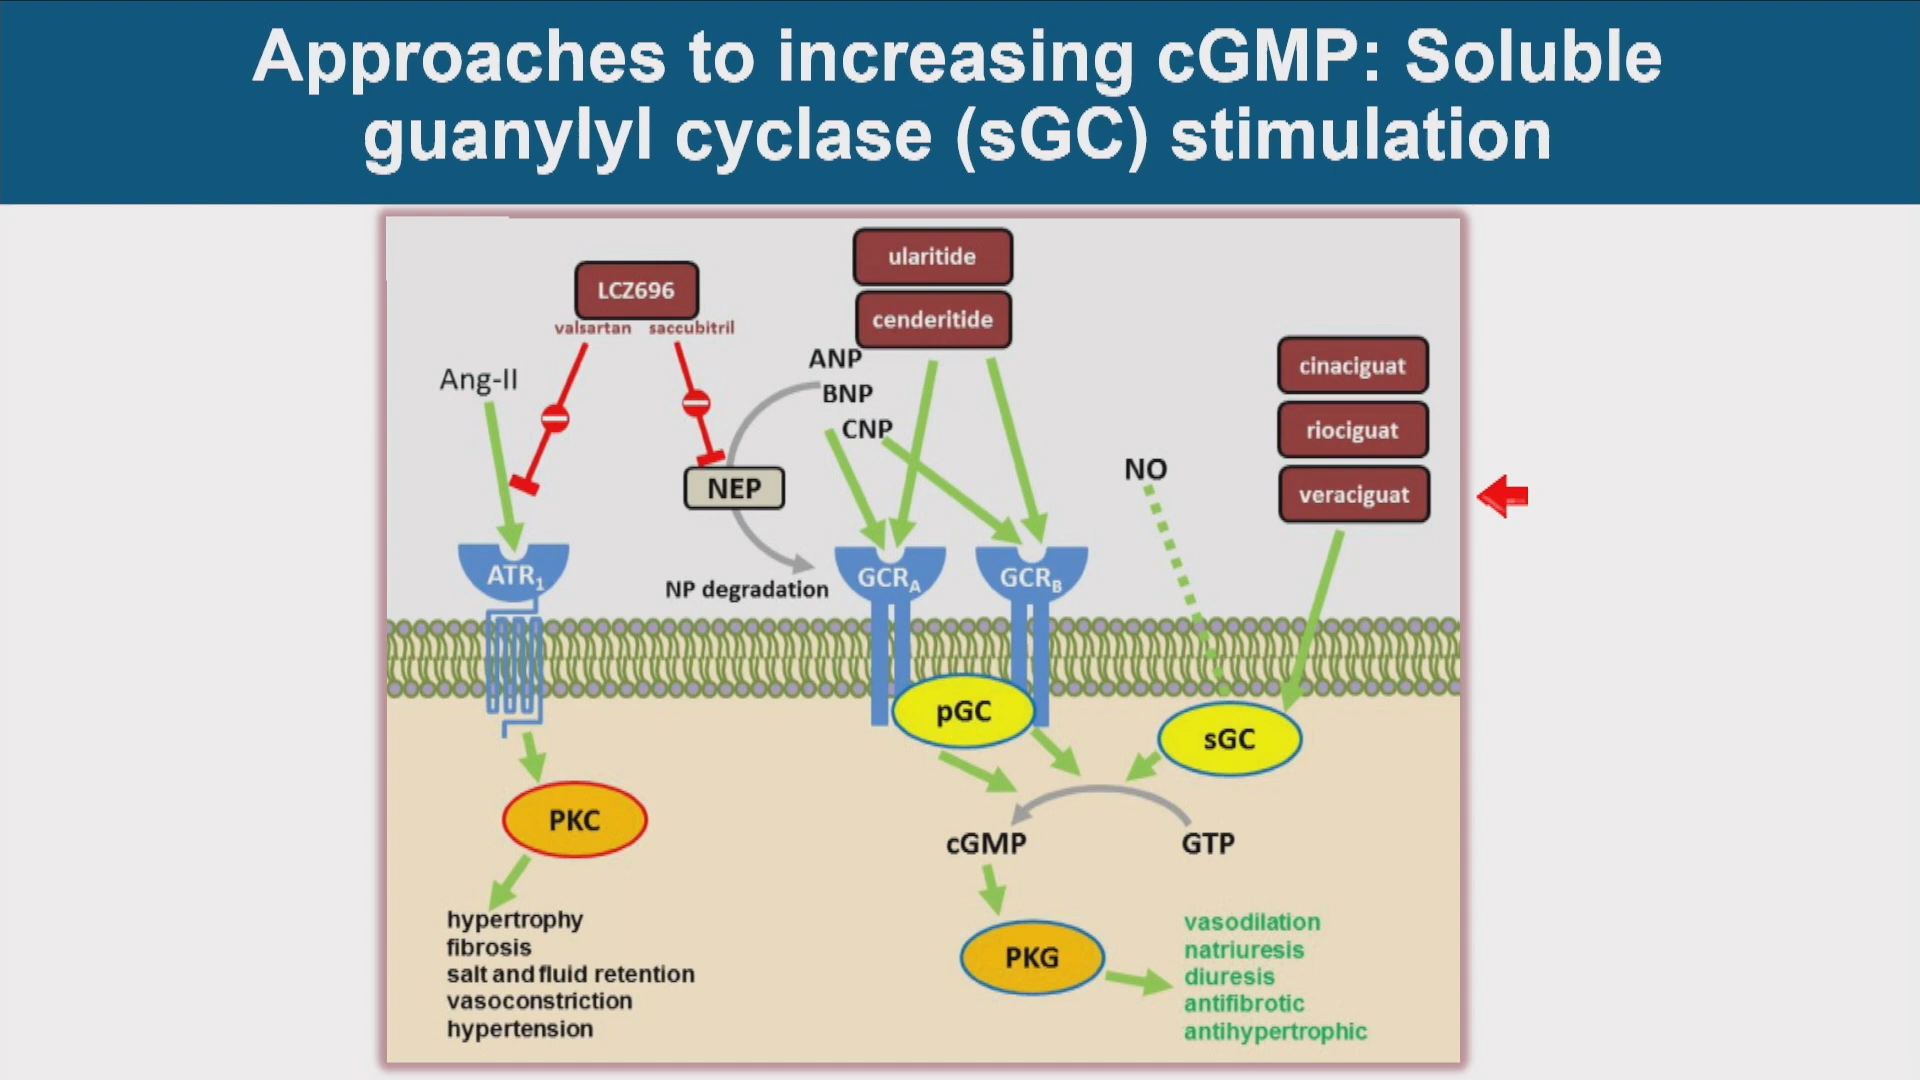 Approaches to increasing cGMP: Soluble
guanylyl cyclase (sGC) stimulation
LCZ696
valsartan saccubitril
ularitide
cenderitide
Ang-II
ANP
BNP
CNP
cinaciguat
riociguat
veraciguat
NO
NEP
NP degradation
ATR1
GCRA
GCRB
pGC
sGC
PKC
cGMP
GTP
PKG
hypertrophy
fibrosis
salt and fluid retention
vasoconstriction
hypertension
vasodilation
natriuresis
diuresis
antifibrotic
antihypertrophic